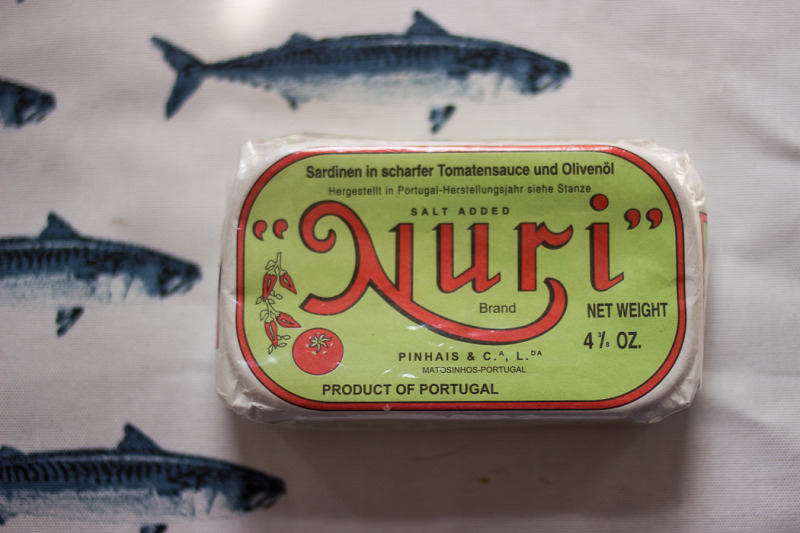 Sardinen in scharfer Tomatensauce und Olivenöl
Hergestellt in Portugal-Herstellungsjahr siehe Stanze
SALT ADDED
“Nuri”
Brand
NET WEIGHT
4 3/8 OZ.
PINHAIS & C.ᴬ, L.ᴰᴬ
MATOSINHOS-PORTUGAL
PRODUCT OF PORTUGAL